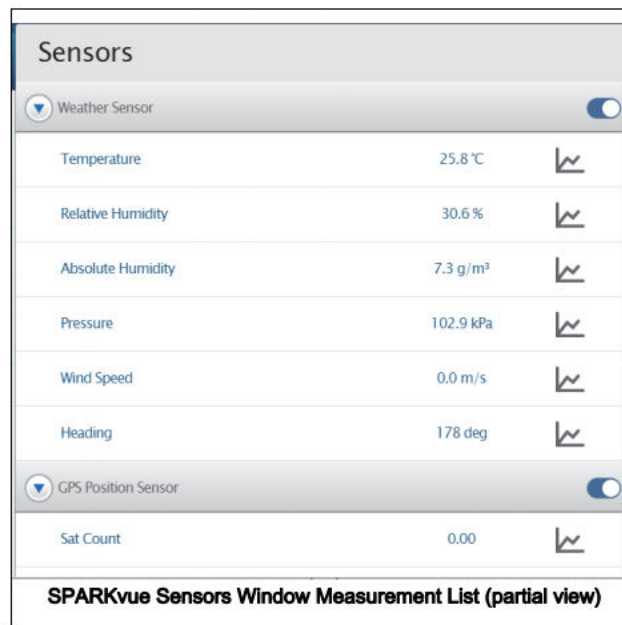 Sensors
Weather Sensor
Temperature 25.8 °C
Relative Humidity 30.6 %
Absolute Humidity 7.3 g/m³
Pressure 102.9 kPa
Wind Speed 0.0 m/s
Heading 178 deg
GPS Position Sensor
Sat Count 0.00
SPARKvue Sensors Window Measurement List (partial view)